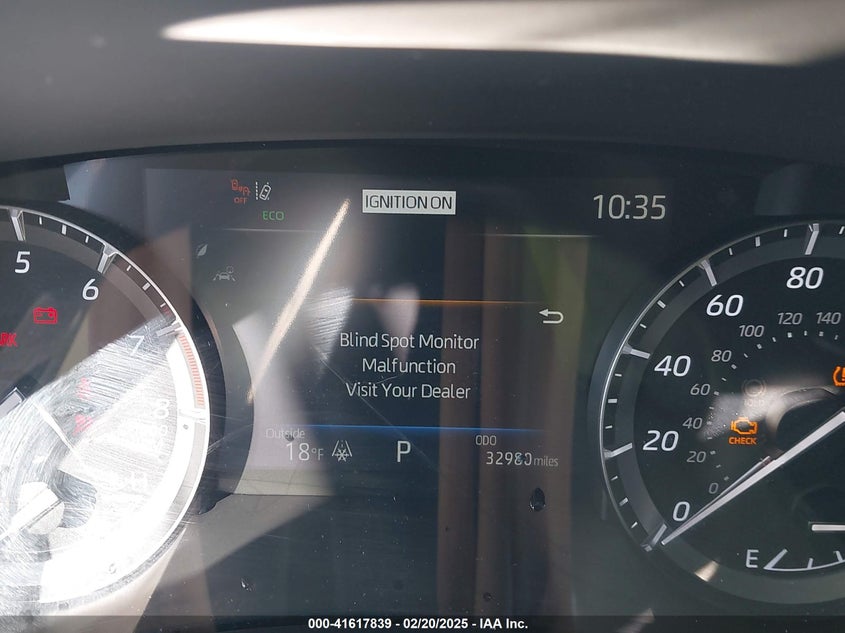 OFF
ECO
IGNITION ON
10:35
5
6
7
8
RK
Blind Spot Monitor
Malfunction
Visit Your Dealer
Outside
18°F
P
ODO
32980 miles
80
60
40
20
0
140
120
100
80
60
40
20
0
CHECK
E
000-41617839 - 02/20/2025 - IAA Inc.